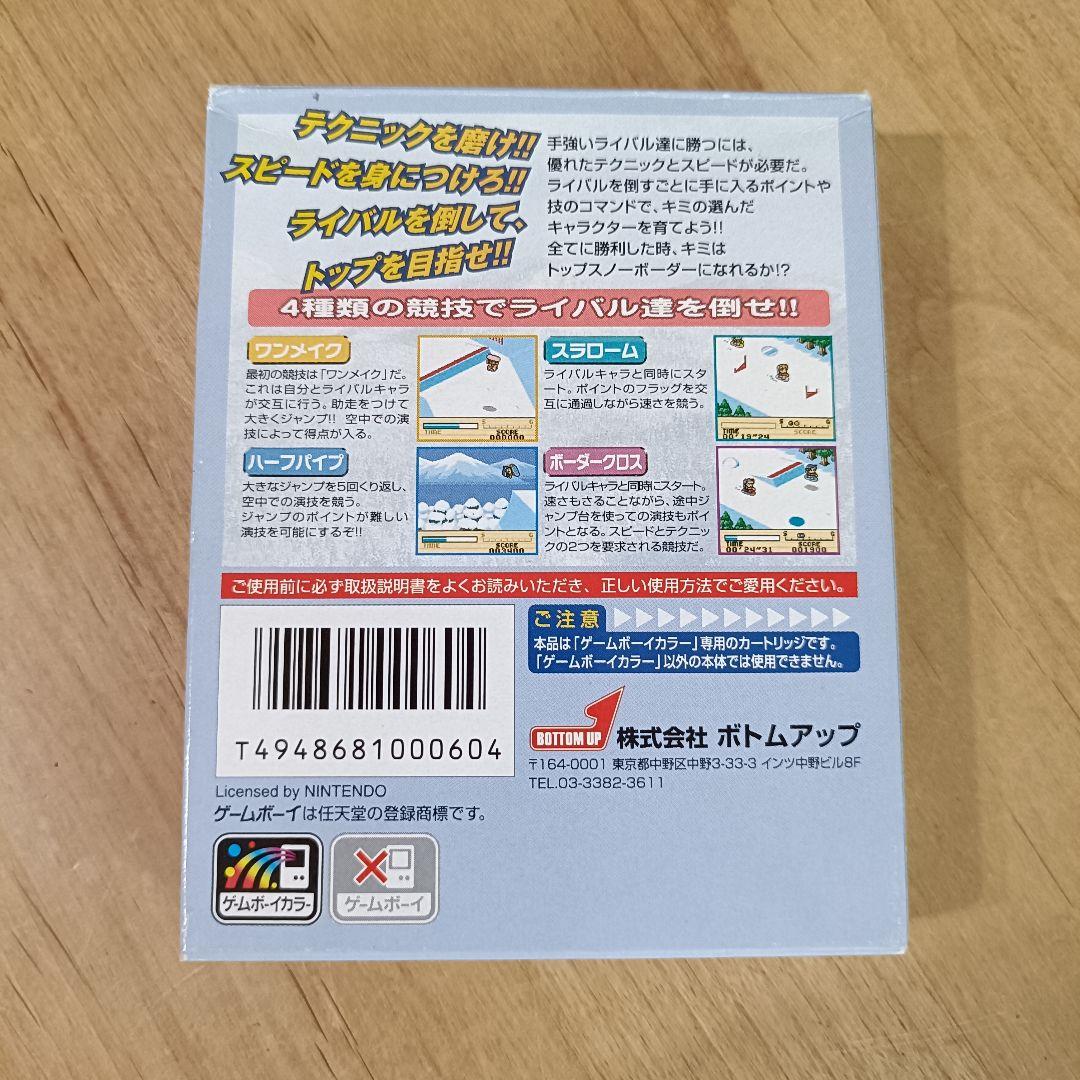 テクニックを磨け!!
スピードを身につけろ!!
ライバルを倒して、
トップを目指せ!!
手強いライバル達に勝つには、
優れたテクニックとスピードが必要だ。
ライバルを倒すごとに手に入るポイントや
技のコマンドで、キミの選んだ
キャラクターを育てよう!!
全てに勝利した時、キミは
トップスノーボーダーになれるか!?
4種類の競技でライバル達を倒せ!!
ワンメイク
最初の競技は「ワンメイク」だ。
これは自分とライバルキャラ
が交互に行う。助走をつけて
大きくジャンプ!! 空中での演
技によって得点が入る。
TIME
S G
SCORE
000000
スラローム
ライバルキャラと同時にスタ
ート。ポイントのフラッグを交
互に通過しながら速さを競う。
TIME
00'19"24
S G
SCORE
ハーフパイプ
大きなジャンプを5回くり返し、
空中での演技を競う。
ジャンプのポイントが難しい
演技を可能にするぞ!!
TIME
S G
SCORE
003400
ボーダークロス
ライバルキャラと同時にスタート。
速さもさることながら、途中ジ
ャンプ台を使っての演技もポ
イントとなる。スピードとテクニッ
クの2つを要求される競技だ。
TIME
00'24"31
S G
SCORE
001900
ご使用前に必ず取扱説明書をよくお読みいただき、正しい使用方法でご愛用ください。
T4948681000604
ご注意
本品は「ゲームボーイカラー」専用のカートリッジです。
「ゲームボーイカラー」以外の本体では使用できません。
BOTTOM UP
株式会社 ボトムアップ
〒164-0001 東京都中野区中野3-33-3 インツ中野ビル8F
TEL.03-3382-3611
Licensed by NINTENDO
ゲームボーイは任天堂の登録商標です。
ゲームボーイカラー
ゲームボーイ